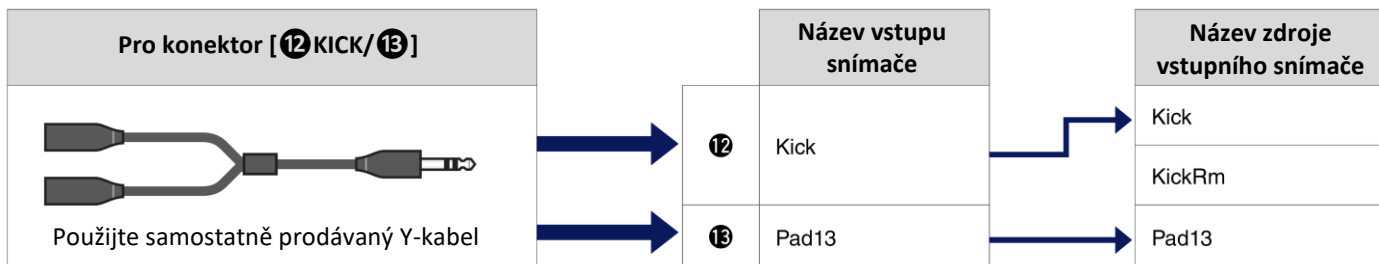 Pro konektor [⓬KICK/⓭]
Název vstupu
snímače
Název zdroje
vstupního snímače
Použijte samostatně prodávaný Y-kabel
⓬
Kick
Kick
KickRm
⓭
Pad13
Pad13